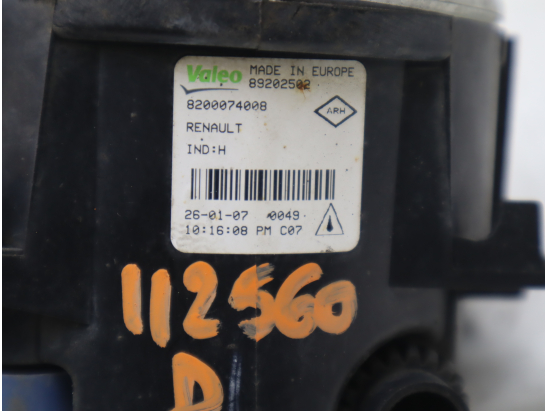 Valeo MADE IN EUROPE
89202502
8200074008
ARH
RENAULT
IND:H
26-01-07 0049
10:16:08 PM C07
112560